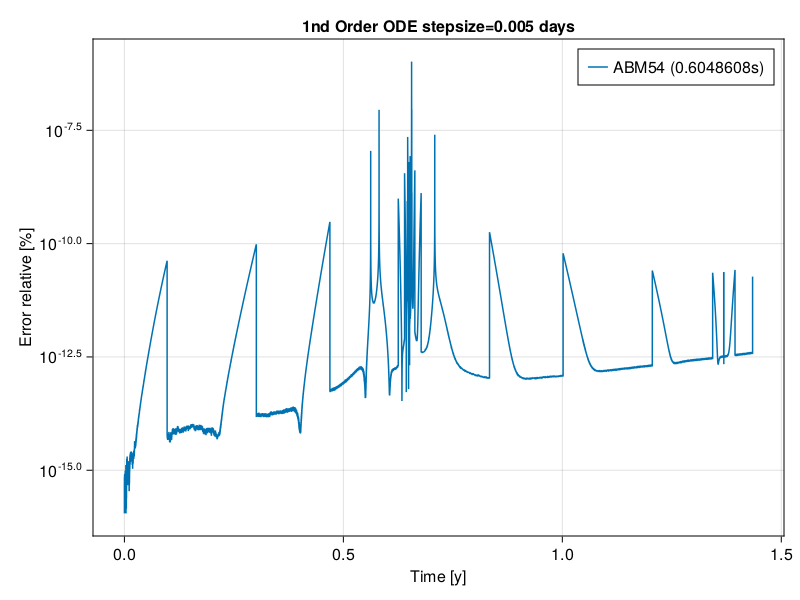 1nd Order ODE stepsize=0.005 days
ABM54 (0.6048608s)
Error relative [%]
10^-7.5
10^-10.0
10^-12.5
10^-15.0
0.0 0.5 1.0 1.5
Time [y]